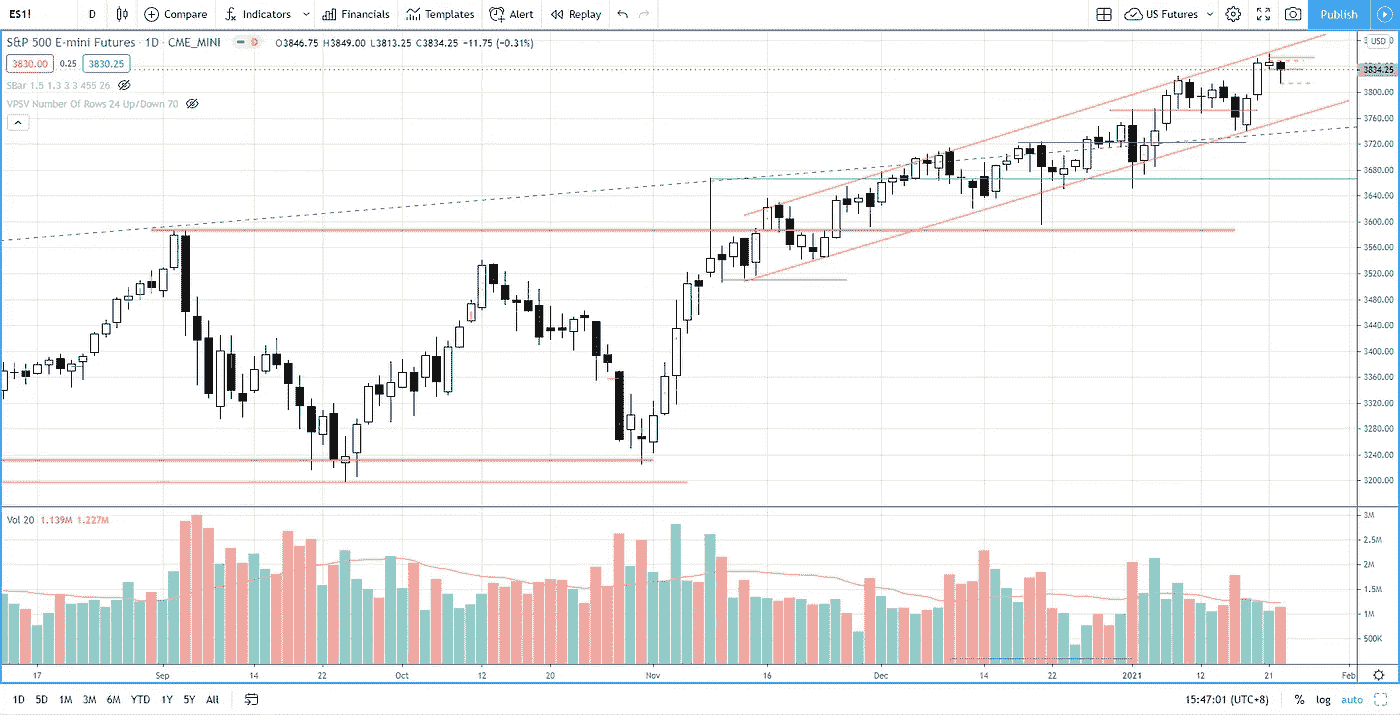 ES1! D Compare Indicators Financials Templates Alert Replay US Futures Publish
S&P 500 E-mini Futures · 1D · CME_MINI O3846.75 H3849.00 L3813.25 C3834.25 −11.75 (−0.31%)
USD
3830.00 0.25 3830.25
3834.25
SBar 1.5 1.3 3 3 455 26
3800.00
VPSV Number Of Rows 24 Up/Down 70
3760.00
3720.00
3680.00
3640.00
3600.00
3560.00
3520.00
3480.00
3440.00
3400.00
3360.00
3320.00
3280.00
3240.00
3200.00
Vol 20 1.139M 1.227M
3M
2.5M
2M
1.5M
1M
500K
17 Sep 14 22 Oct 12 20 Nov 16 Dec 14 22 2021 12 21 Feb
1D 5D 1M 3M 6M YTD 1Y 5Y All 15:47:01 (UTC+8) % log auto